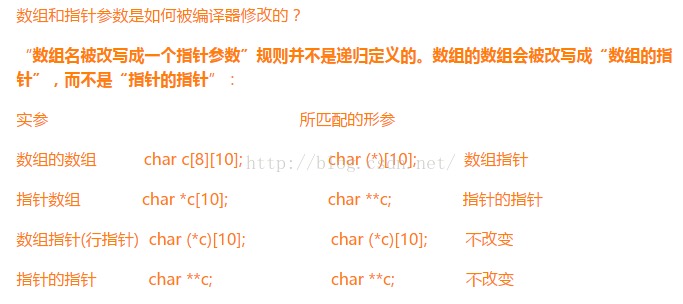 数组和指针参数是如何被编译器修改的？
“数组名被改写成一个指针参数”规则并不是递归定义的。数组的数组会被改写成“数组的指
针”，而不是“指针的指针”：
实参 所匹配的形参
数组的数组 char c[8][10]; char (*)[10]; 数组指针
指针数组 char *c[10]; char **c; 指针的指针
数组指针(行指针) char (*c)[10]; char (*c)[10]; 不改变
指针的指针 char **c; char **c; 不改变
http://blog.csdn.net/